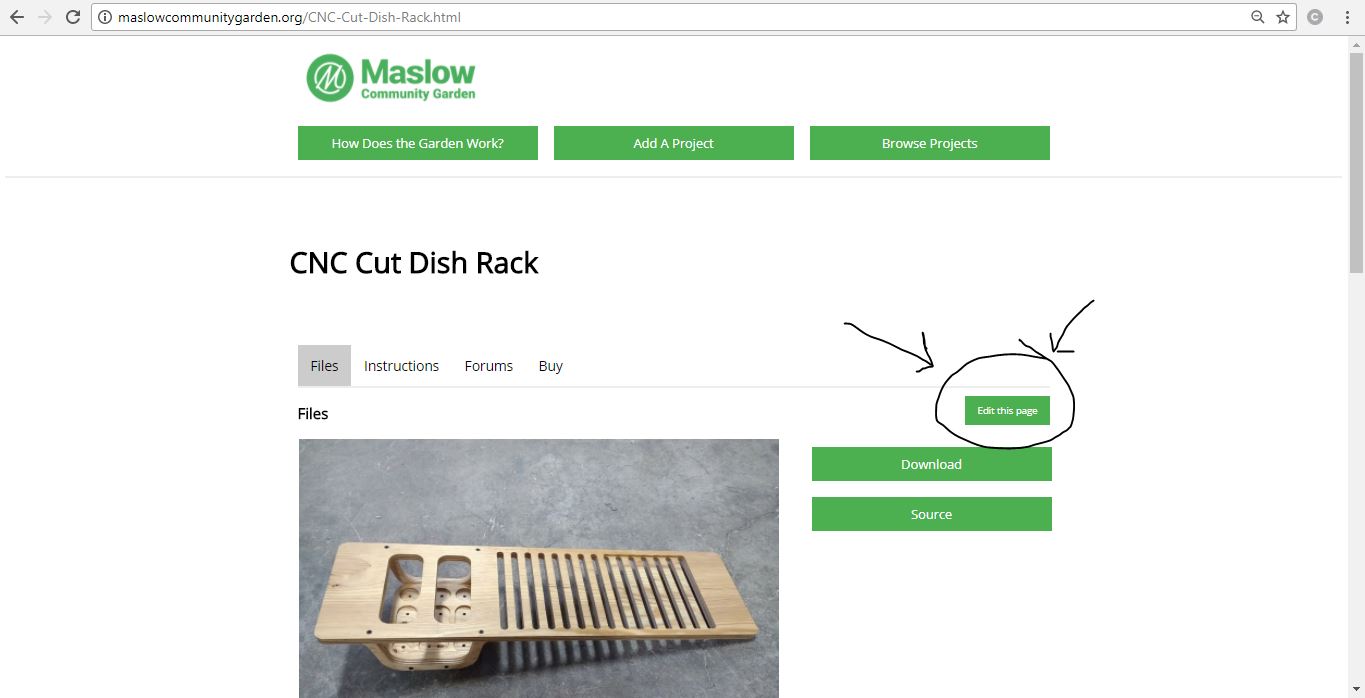 maslowcommunitygarden.org/CNC-Cut-Dish-Rack.html
C
Maslow
Community Garden
How Does the Garden Work?
Add A Project
Browse Projects
CNC Cut Dish Rack
Files
Instructions
Forums
Buy
Files
Edit this page
Download
Source